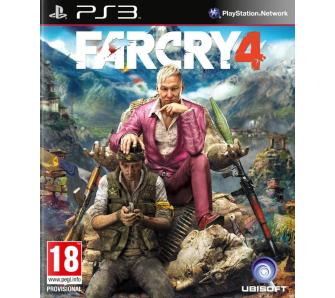 PS3
PlayStation Network
FARCRY4
18
www.pegi.info
PROVISIONAL
UBISOFT